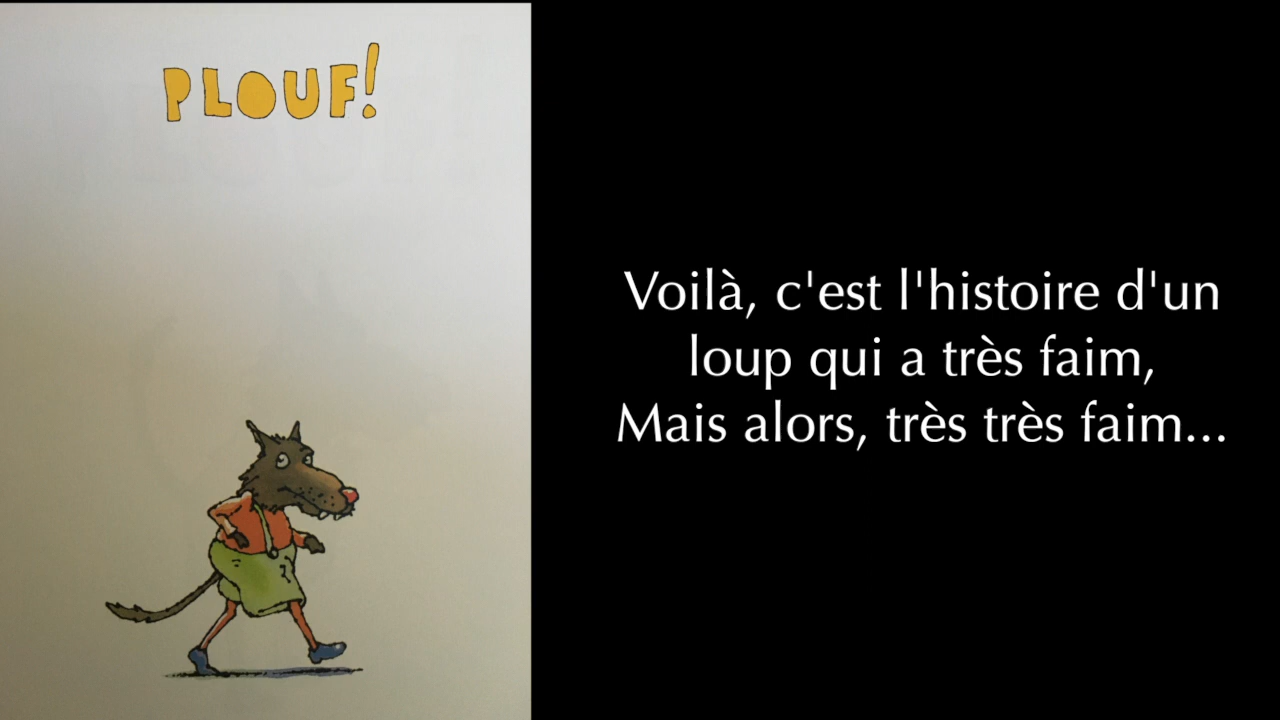 PLOUF!
Voilà, c'est l'histoire d'un
loup qui a très faim,
Mais alors, très très faim...